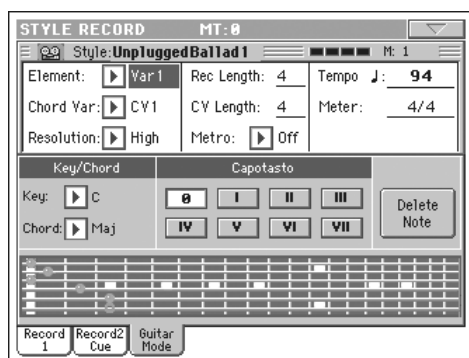 STYLE RECORD MT:0
Style:UnpluggedBallad1 M: 1
Element: Var1 Rec Length: 4 Tempo ♩: 94
Chord Var: CV1 CV Length: 4 Meter: 4/4
Resolution: High Metro: Off
Key/Chord Capotasto
Key: C 0 I II III
Delete Note
Chord: Maj IV V VI VII
Record 1 Record2 Cue Guitar Mode